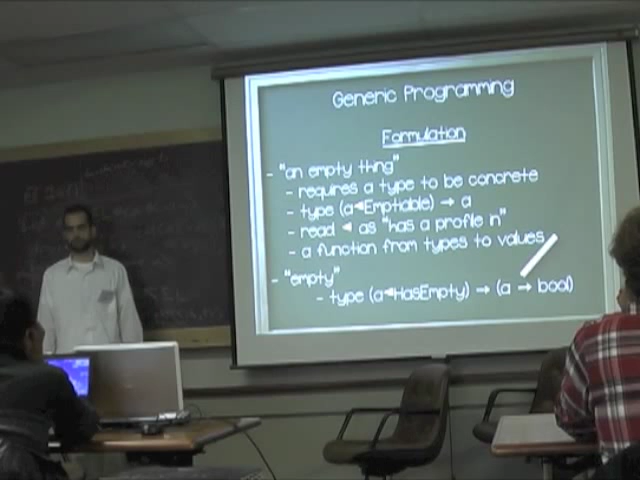 Generic Programming
Formulation
- "an empty thing"
- requires a type to be concrete
- type (a◄Emptiable) → a
- read ◄ as "has a profile in"
- a function from types to values
- "empty"
- type (a◄HasEmpty) → (a → bool)